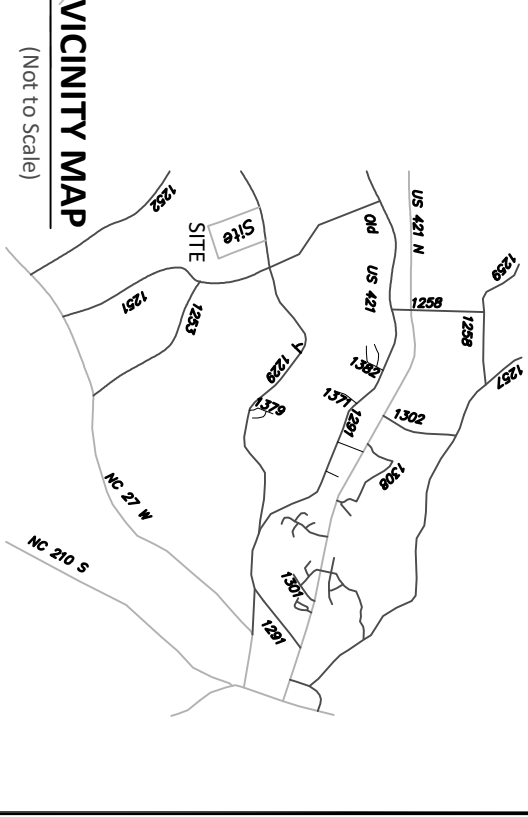 VICINITY MAP
(Not to Scale)
US 421 N
Old US 421
1259
1258
1258
1257
1252
Site
SITE
1251
1253
1229
1379
1382
1371
1291
1302
1308
1301
1291
NC 27 W
NC 210 S